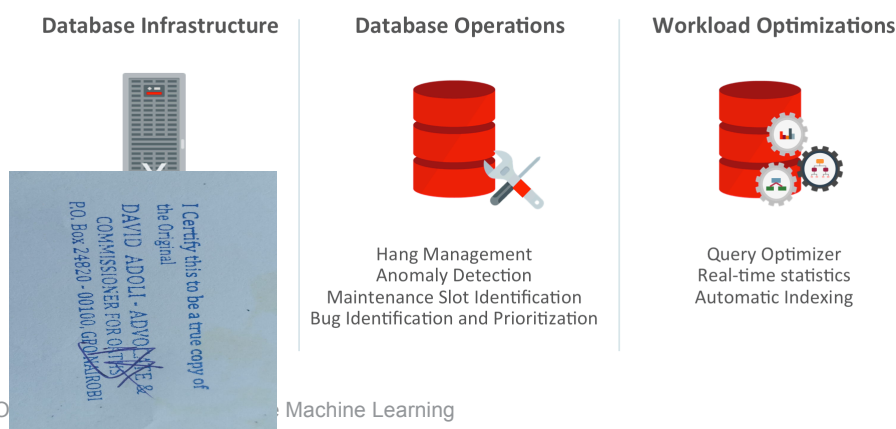 Database Infrastructure
Database Operations
Hang Management
Anomaly Detection
Maintenance Slot Identification
Bug Identification and Prioritization
Workload Optimizations
Query Optimizer
Real-time statistics
Automatic Indexing
I Certify this to be a true copy of
the Original
DAVID ADOLI - ADVOCATE &
COMMISSIONER FOR OATHS
P.O. Box 24820 - 00100, GPO NAIROBI
Machine Learning